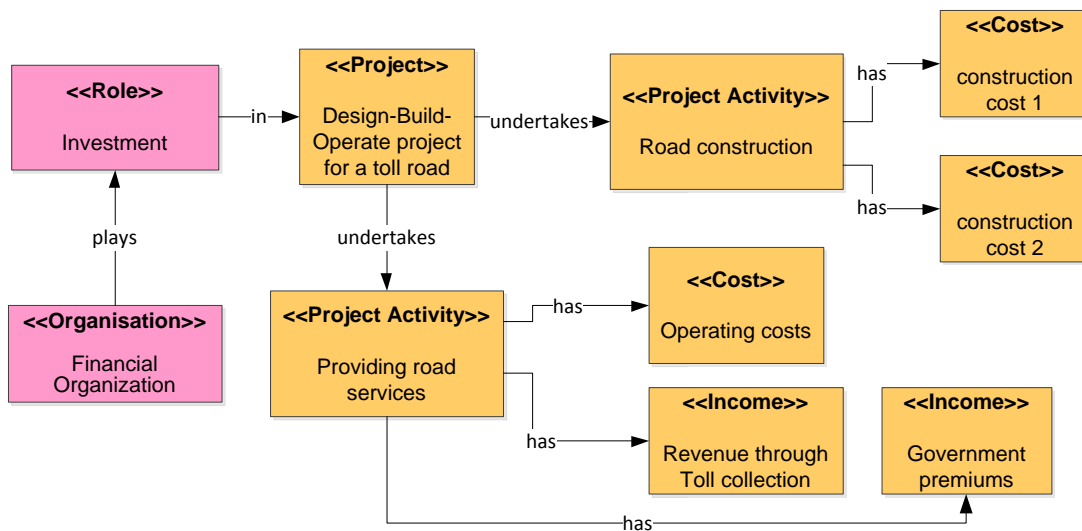 <<Role>>
Investment
in
<<Project>>
Design-Build-
Operate project
for a toll road
undertakes
<<Project Activity>>
Road construction
has
<<Cost>>
construction
cost 1
has
<<Cost>>
construction
cost 2
plays
undertakes
<<Organisation>>
Financial
Organization
<<Project Activity>>
Providing road
services
has
<<Cost>>
Operating costs
has
<<Income>>
Revenue through
Toll collection
<<Income>>
Government
premiums
has